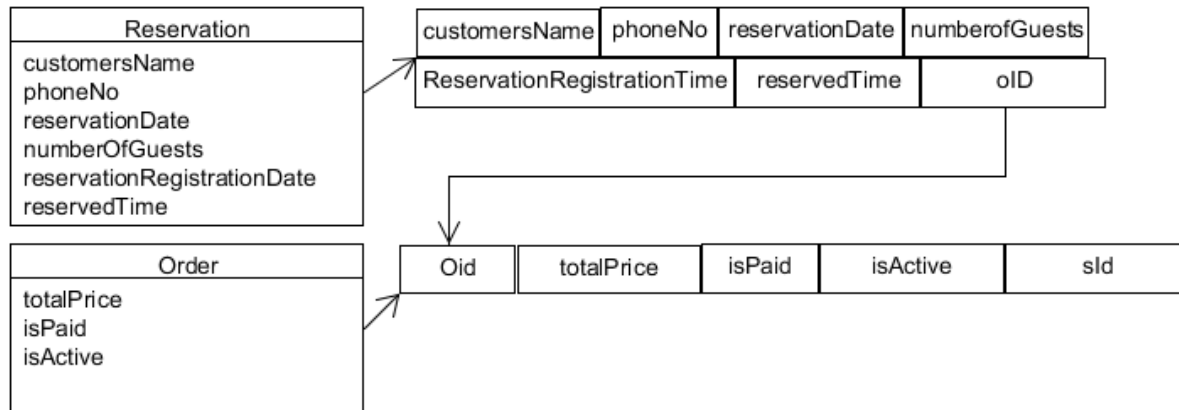 Reservation
customersName
phoneNo
reservationDate
numberOfGuests
reservationRegistrationDate
reservedTime
customersName phoneNo reservationDate numberofGuests
ReservationRegistrationTime reservedTime oID
Order
totalPrice
isPaid
isActive
Oid totalPrice isPaid isActive sId